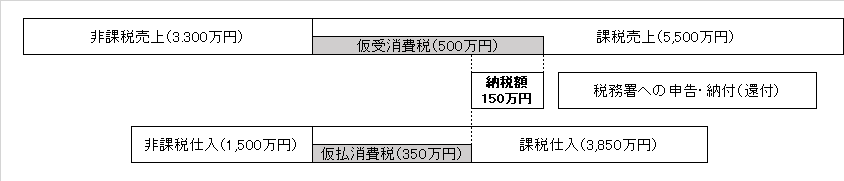 非課税売上(3.300万円)
仮受消費税(500万円)
課税売上(5,500万円)
納税額
150万円
税務署への申告・納付(還付)
非課税仕入(1,500万円)
仮払消費税(350万円)
課税仕入(3,850万円)